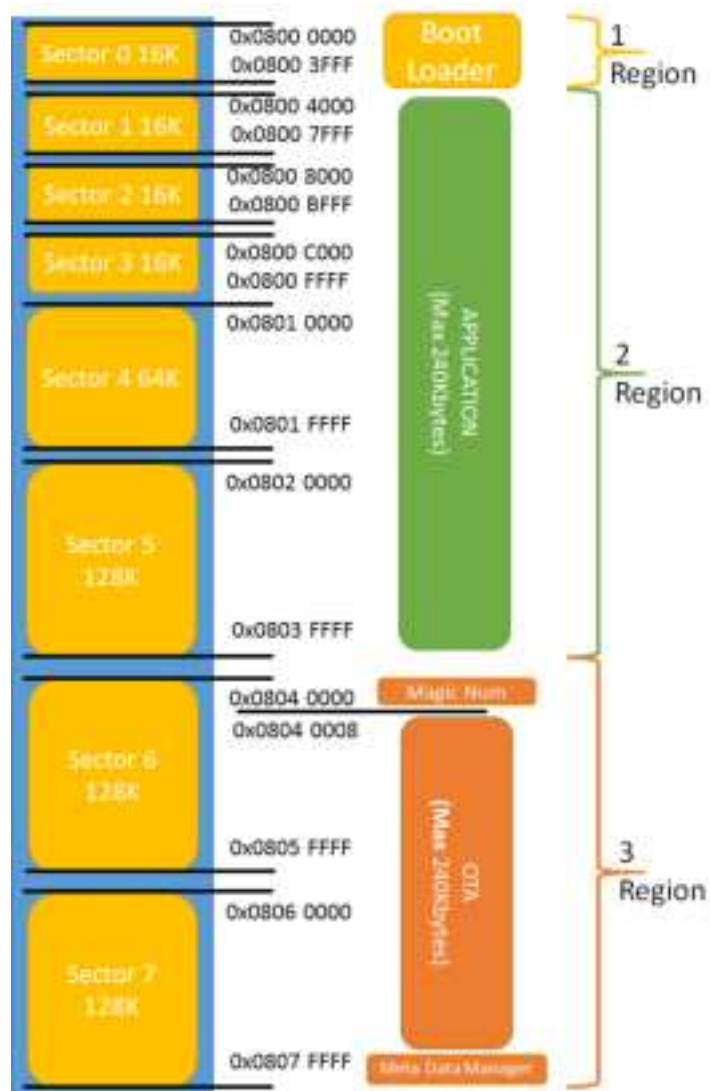 Sector 0 16K
0x0800 0000
0x0800 3FFF
Boot
Loader
1
Region
Sector 1 16K
0x0800 4000
0x0800 7FFF
Sector 2 16K
0x0800 8000
0x0800 BFFF
Sector 3 16K
0x0800 C000
0x0800 FFFF
Sector 4 64K
0x0801 0000
0x0801 FFFF
Sector 5
128K
0x0802 0000
0x0803 FFFF
APPLICATION
(Max 240Kbytes)
2
Region
Sector 6
128K
0x0804 0000
0x0804 0008
0x0805 FFFF
Magic Num
Sector 7
128K
0x0806 0000
0x0807 FFFF
OTA
(Max 240Kbytes)
Meta Data Manager
3
Region